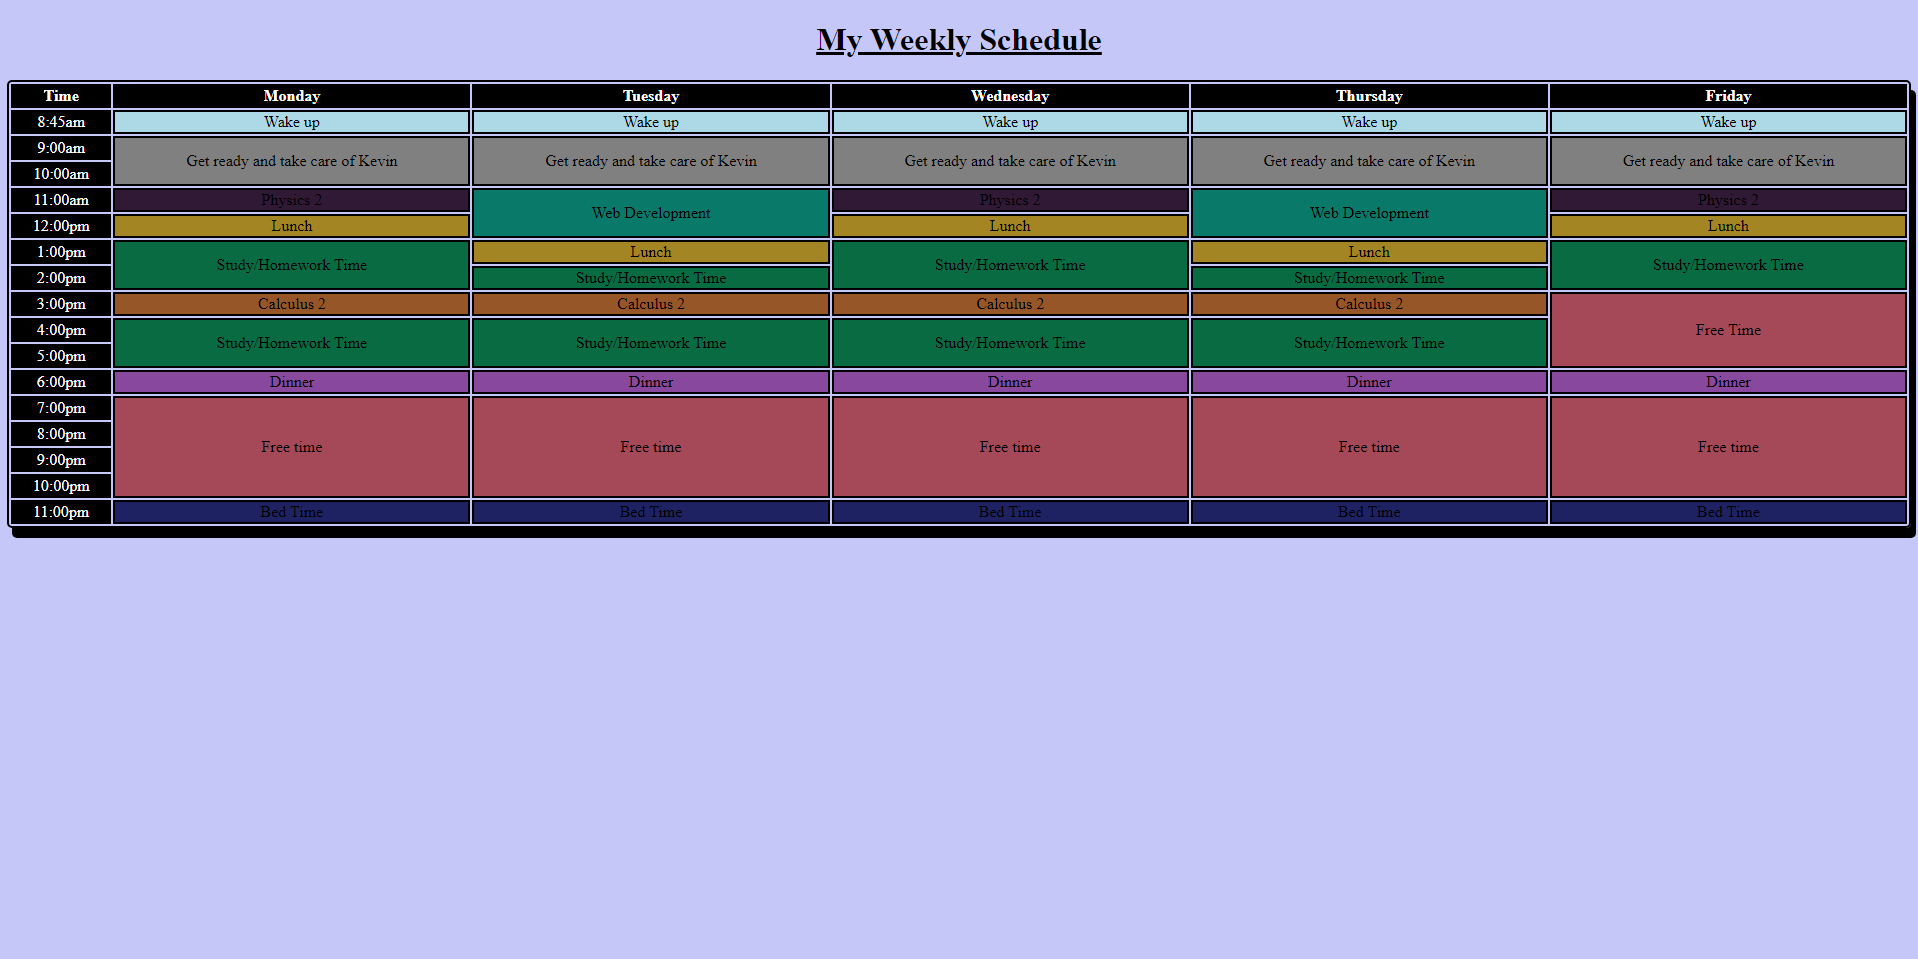 My Weekly Schedule
Time Monday Tuesday Wednesday Thursday Friday
8:45am Wake up Wake up Wake up Wake up Wake up
9:00am
Get ready and take care of Kevin Get ready and take care of Kevin Get ready and take care of Kevin Get ready and take care of Kevin Get ready and take care of Kevin
10:00am
11:00am Physics 2 Physics 2 Physics 2
Web Development Web Development
12:00pm Lunch Lunch Lunch
1:00pm Lunch Lunch
Study/Homework Time Study/Homework Time Study/Homework Time
2:00pm Study/Homework Time Study/Homework Time
3:00pm Calculus 2 Calculus 2 Calculus 2 Calculus 2
4:00pm Free Time
Study/Homework Time Study/Homework Time Study/Homework Time Study/Homework Time
5:00pm
6:00pm Dinner Dinner Dinner Dinner Dinner
7:00pm
8:00pm
Free time Free time Free time Free time Free time
9:00pm
10:00pm
11:00pm Bed Time Bed Time Bed Time Bed Time Bed Time